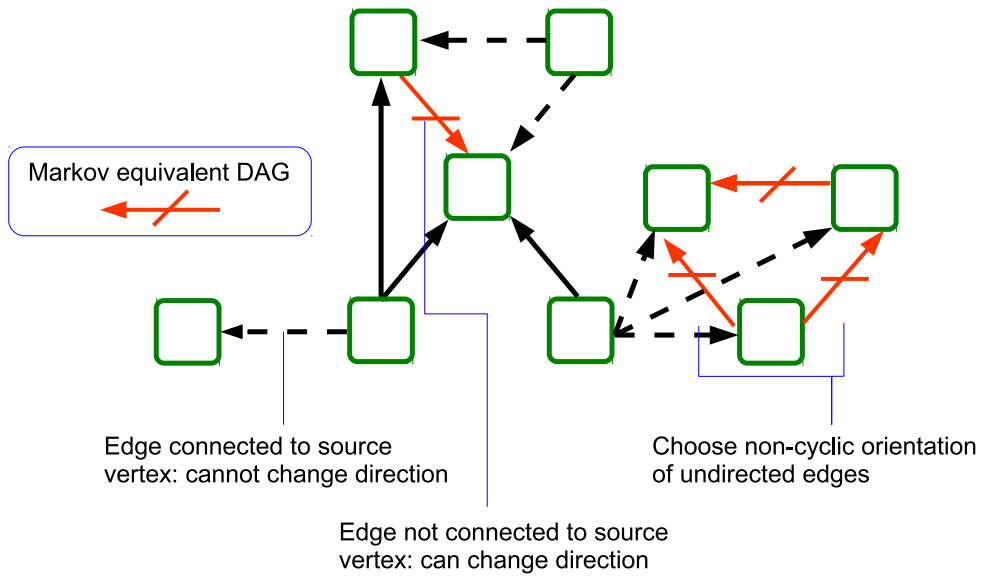 Markov equivalent DAG
Edge connected to source
vertex: cannot change direction
Choose non-cyclic orientation
of undirected edges
Edge not connected to source
vertex: can change direction